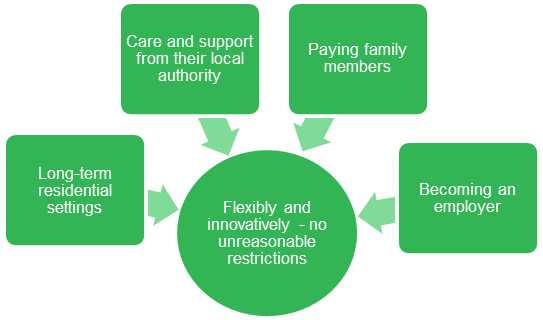 Care and support
from their local
authority
Paying family
members
Long-term
residential
settings
Becoming an
employer
Flexibly and
innovatively - no
unreasonable
restrictions